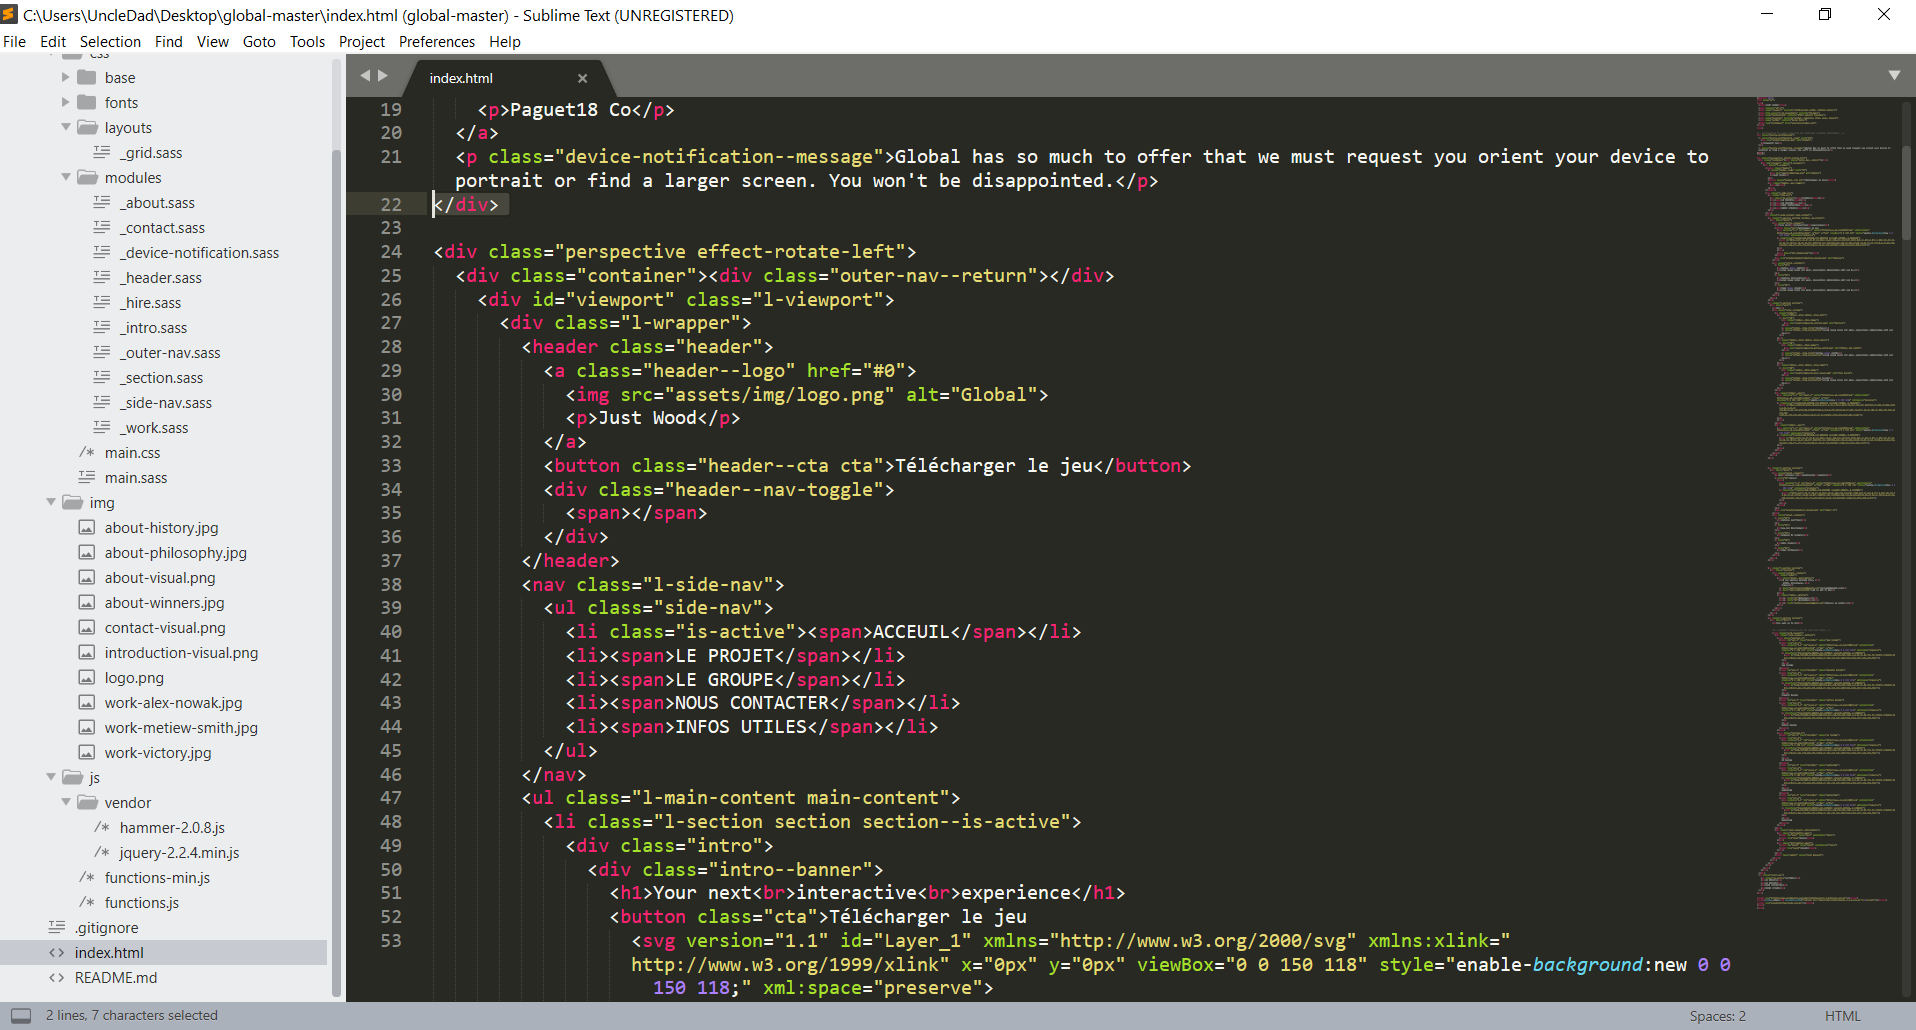 C:\Users\UncleDad\Desktop\global-master\index.html (global-master) - Sublime Text (UNREGISTERED)
File Edit Selection Find View Goto Tools Project Preferences Help
css
base
fonts
layouts
_grid.sass
modules
_about.sass
_contact.sass
_device-notification.sass
_header.sass
_hire.sass
_intro.sass
_outer-nav.sass
_section.sass
_side-nav.sass
_work.sass
/* main.css
main.sass
img
about-history.jpg
about-philosophy.jpg
about-visual.png
about-winners.jpg
contact-visual.png
introduction-visual.png
logo.png
work-alex-nowak.jpg
work-metiew-smith.jpg
work-victory.jpg
js
vendor
/* hammer-2.0.8.js
/* jquery-2.2.4.min.js
/* functions-min.js
/* functions.js
.gitignore
<> index.html
<> README.md
index.html
19 <p>Paguet18 Co</p>
20 </a>
21 <p class="device-notification--message">Global has so much to offer that we must request you orient your device to
portrait or find a larger screen. You won't be disappointed.</p>
22 </div>
23
24 <div class="perspective effect-rotate-left">
25 <div class="container"><div class="outer-nav--return"></div>
26 <div id="viewport" class="l-viewport">
27 <div class="l-wrapper">
28 <header class="header">
29 <a class="header--logo" href="#0">
30 <img src="assets/img/logo.png" alt="Global">
31 <p>Just Wood</p>
32 </a>
33 <button class="header--cta cta">Télécharger le jeu</button>
34 <div class="header--nav-toggle">
35 <span></span>
36 </div>
37 </header>
38 <nav class="l-side-nav">
39 <ul class="side-nav">
40 <li class="is-active"><span>ACCEUIL</span></li>
41 <li><span>LE PROJET</span></li>
42 <li><span>LE GROUPE</span></li>
43 <li><span>NOUS CONTACTER</span></li>
44 <li><span>INFOS UTILES</span></li>
45 </ul>
46 </nav>
47 <ul class="l-main-content main-content">
48 <li class="l-section section section--is-active">
49 <div class="intro">
50 <div class="intro--banner">
51 <h1>Your next<br>interactive<br>experience</h1>
52 <button class="cta">Télécharger le jeu
53 <svg version="1.1" id="Layer_1" xmlns="http://www.w3.org/2000/svg" xmlns:xlink="
http://www.w3.org/1999/xlink" x="0px" y="0px" viewBox="0 0 150 118" style="enable-background:new 0 0
150 118;" xml:space="preserve">
2 lines, 7 characters selected
Spaces: 2
HTML